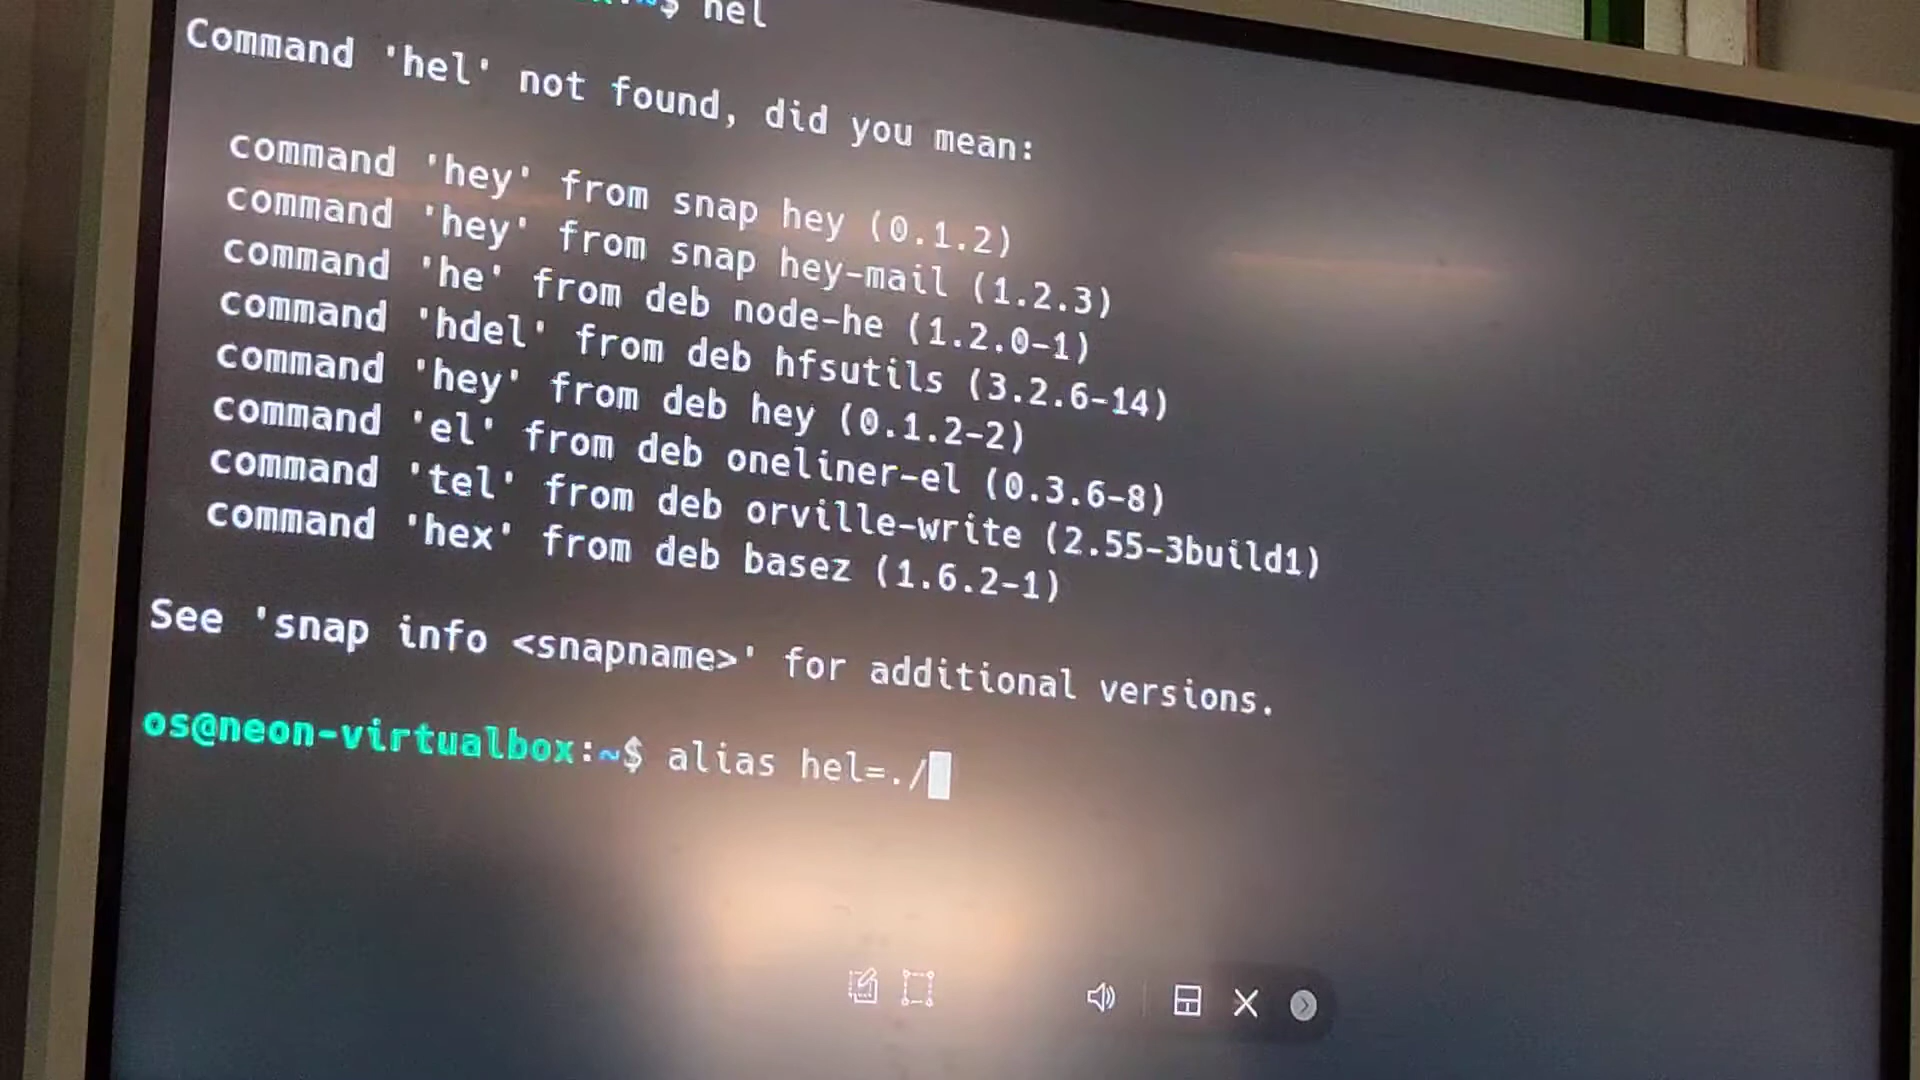 $ hel
Command 'hel' not found, did you mean:
command 'hey' from snap hey (0.1.2)
command 'hey' from snap hey-mail (1.2.3)
command 'he' from deb node-he (1.2.0-1)
command 'hdel' from deb hfsutils (3.2.6-14)
command 'hey' from deb hey (0.1.2-2)
command 'el' from deb oneliner-el (0.3.6-8)
command 'tel' from deb orville-write (2.55-3build1)
command 'hex' from deb basez (1.6.2-1)
See 'snap info <snapname>' for additional versions.
os@neon-virtualbox:~$ alias hel=./